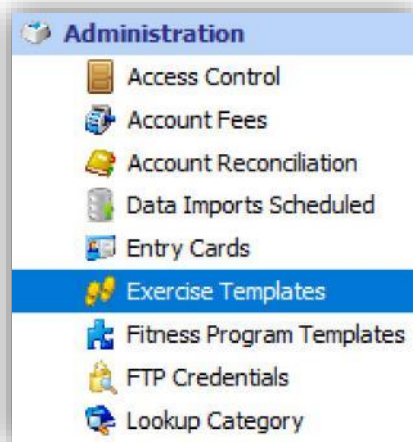 Administration
Access Control
Account Fees
Account Reconciliation
Data Imports Scheduled
Entry Cards
Exercise Templates
Fitness Program Templates
FTP Credentials
Lookup Category